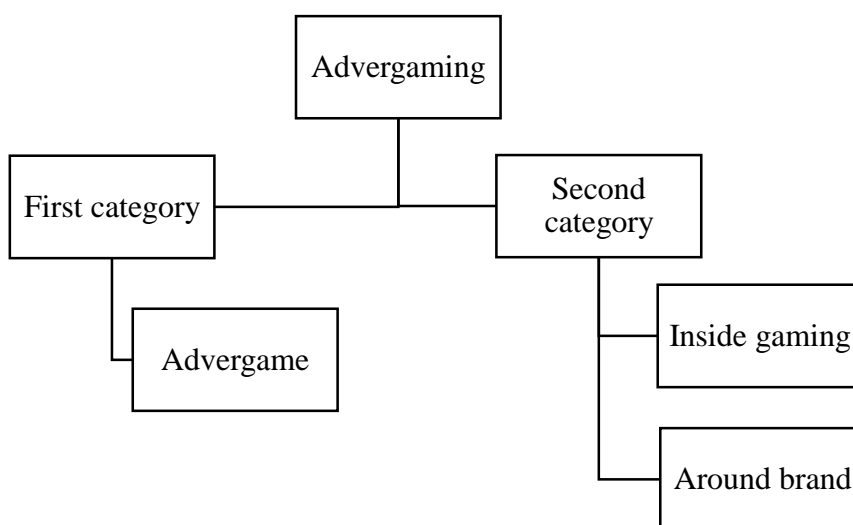 Advergaming
First category
Second
category
Advergame
Inside gaming
Around brand